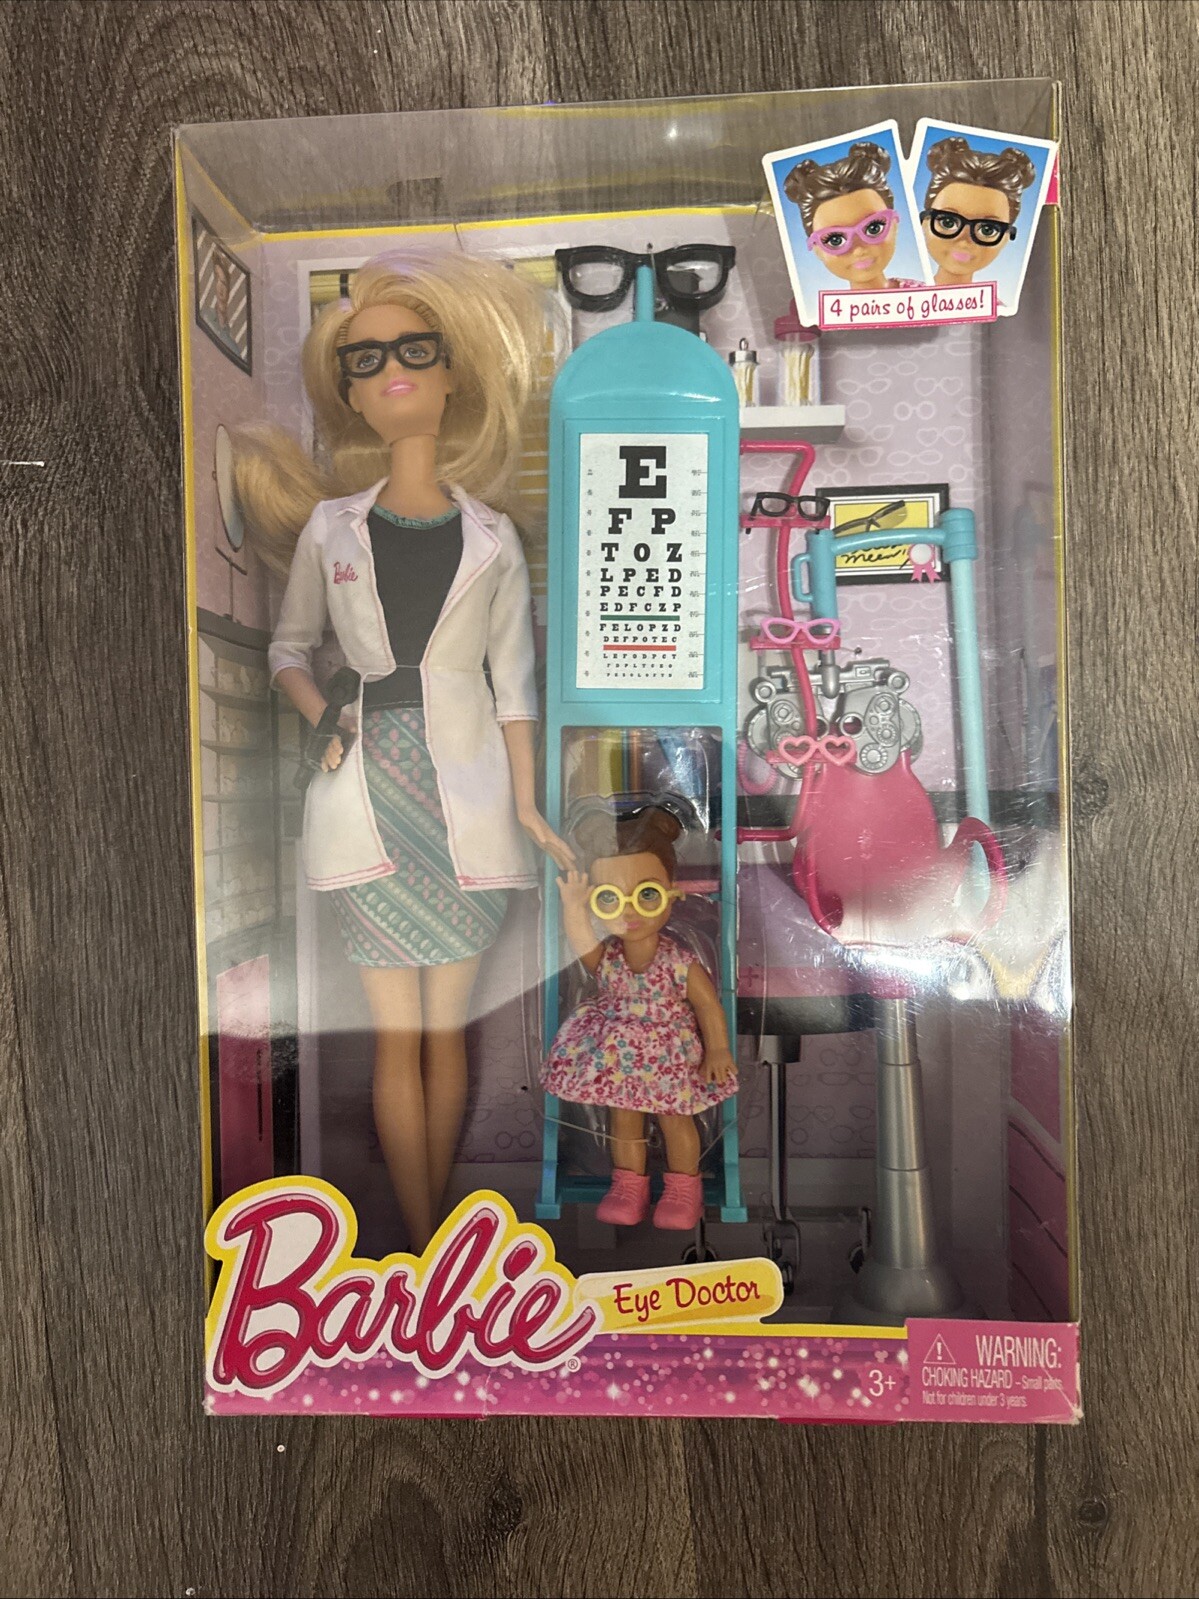 4 pairs of glasses!
E
F P
T O Z
L P E D
P E C F D
E D F C Z P
F E L O P Z D
D E F P O T E C
L E F O D P C T
Barbie
Barbie®
Eye Doctor
3+
WARNING:
CHOKING HAZARD – Small parts
Not for children under 3 years.